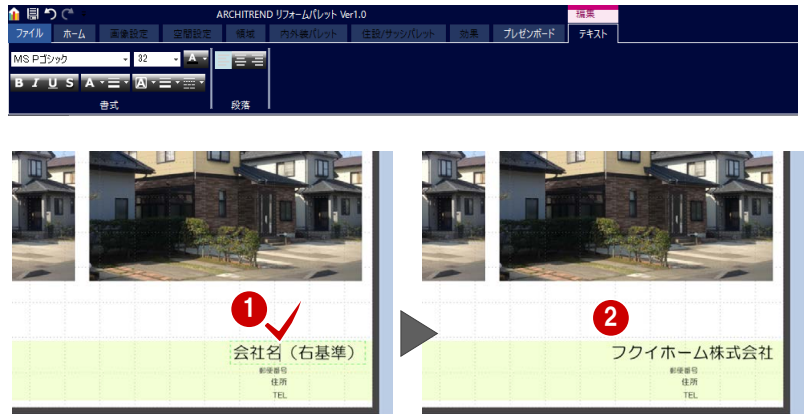 ARCHITREND リフォームパレット Ver1.0
編集
ファイル ホーム 画像設定 空間設定 領域 内外装パレット 住設/サッシパレット 効果 プレゼンボード テキスト
MS Pゴシック 32 A
B I U S A A
書式 段落
1
会社名（右基準）
郵便番号
住所
TEL
2
フクイホーム株式会社
郵便番号
住所
TEL